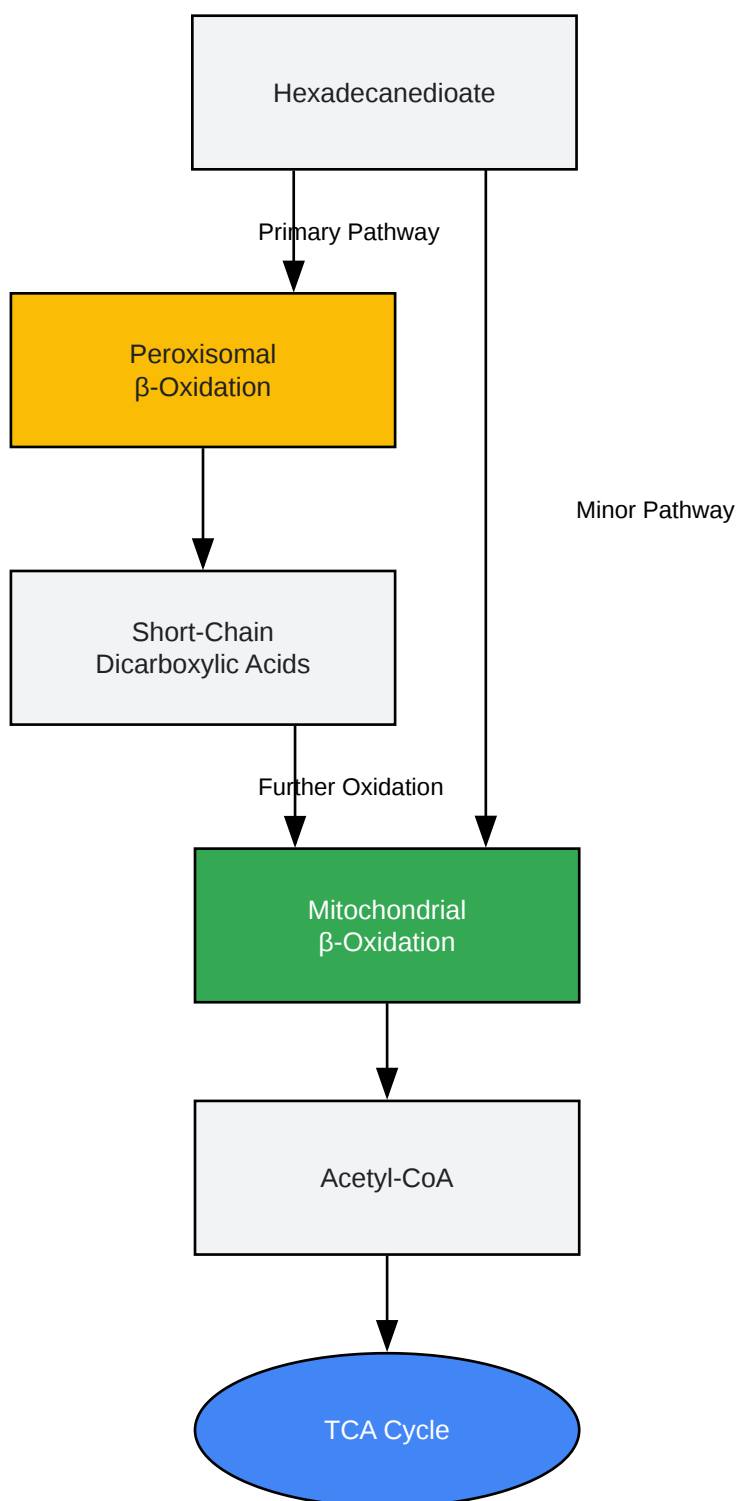 Hexadecanedioate
Primary Pathway
Peroxisomal
β-Oxidation
Minor Pathway
Short-Chain
Dicarboxylic Acids
Further Oxidation
Mitochondrial
β-Oxidation
Acetyl-CoA
TCA Cycle